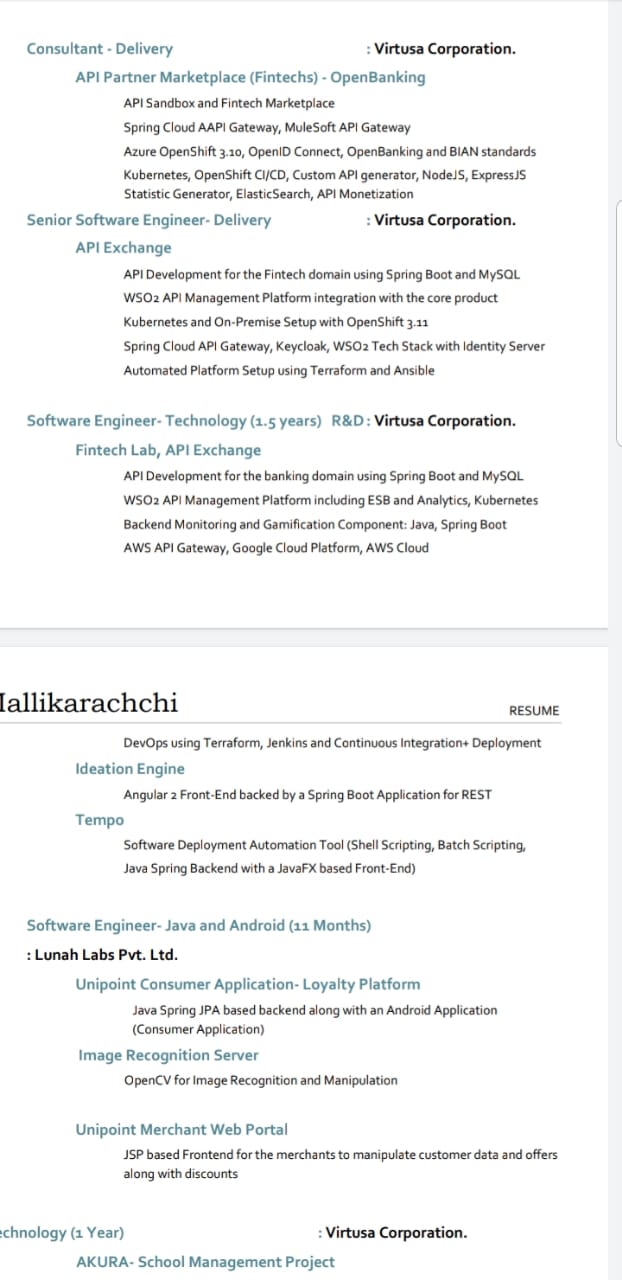 Consultant - Delivery : Virtusa Corporation.
API Partner Marketplace (Fintechs) - OpenBanking
API Sandbox and Fintech Marketplace
Spring Cloud AAPI Gateway, MuleSoft API Gateway
Azure OpenShift 3.10, OpenID Connect, OpenBanking and BIAN standards
Kubernetes, OpenShift CI/CD, Custom API generator, NodeJS, ExpressJS
Statistic Generator, ElasticSearch, API Monetization
Senior Software Engineer- Delivery : Virtusa Corporation.
API Exchange
API Development for the Fintech domain using Spring Boot and MySQL
WSO2 API Management Platform integration with the core product
Kubernetes and On-Premise Setup with OpenShift 3.11
Spring Cloud API Gateway, Keycloak, WSO2 Tech Stack with Identity Server
Automated Platform Setup using Terraform and Ansible
Software Engineer- Technology (1.5 years) R&D : Virtusa Corporation.
Fintech Lab, API Exchange
API Development for the banking domain using Spring Boot and MySQL
WSO2 API Management Platform including ESB and Analytics, Kubernetes
Backend Monitoring and Gamification Component: Java, Spring Boot
AWS API Gateway, Google Cloud Platform, AWS Cloud
allikarachchi RESUME
DevOps using Terraform, Jenkins and Continuous Integration+ Deployment
Ideation Engine
Angular 2 Front-End backed by a Spring Boot Application for REST
Tempo
Software Deployment Automation Tool (Shell Scripting, Batch Scripting,
Java Spring Backend with a JavaFX based Front-End)
Software Engineer- Java and Android (11 Months)
: Lunah Labs Pvt. Ltd.
Unipoint Consumer Application- Loyalty Platform
Java Spring JPA based backend along with an Android Application
(Consumer Application)
Image Recognition Server
OpenCV for Image Recognition and Manipulation
Unipoint Merchant Web Portal
JSP based Frontend for the merchants to manipulate customer data and offers
along with discounts
echnology (1 Year) : Virtusa Corporation.
AKURA- School Management Project